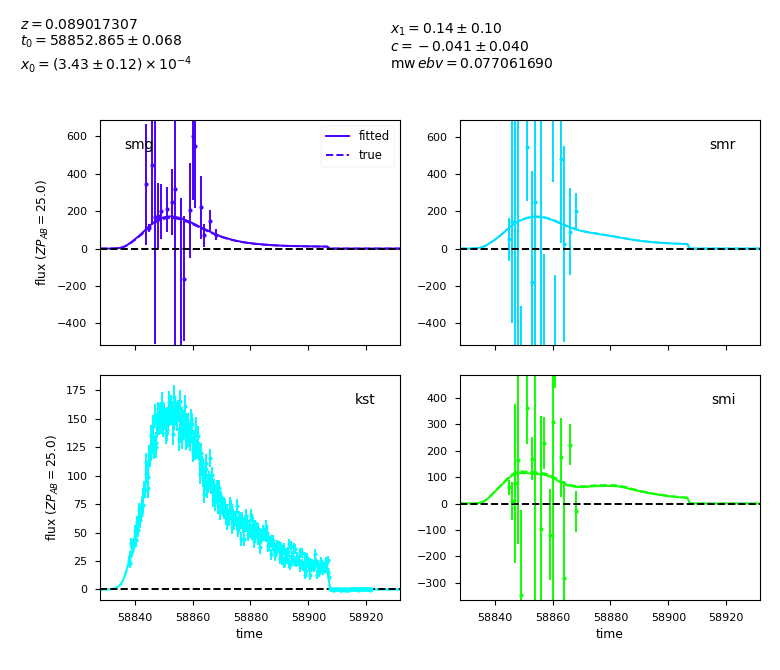 z = 0.089017307
t₀ = 58852.865 ± 0.068
x₀ = (3.43 ± 0.12) × 10⁻⁴
x₁ = 0.14 ± 0.10
c = −0.041 ± 0.040
mw ebv = 0.077061690
smg
fitted
true
600
400
200
0
−200
−400
flux (ZP_AB = 25.0)
smr
600
400
200
0
−200
−400
kst
175
150
125
100
75
50
25
0
flux (ZP_AB = 25.0)
58840 58860 58880 58900 58920
time
smi
400
300
200
100
0
−100
−200
−300
58840 58860 58880 58900 58920
time